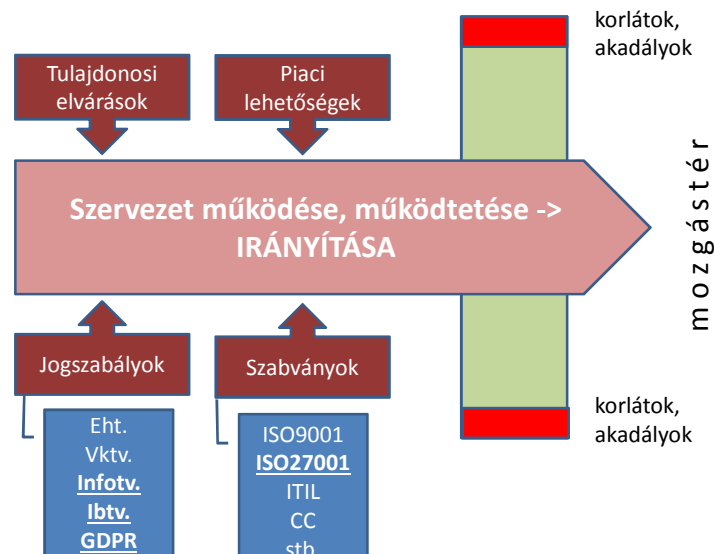 korlátok,
akadályok
Tulajdonosi
elvárások
Piaci
lehetőségek
mozgástér
Szervezet működése, működtetése ->
IRÁNYÍTÁSA
Jogszabályok
Szabványok
korlátok,
akadályok
Eht.
Vktv.
Infotv.
Ibtv.
GDPR
ISO9001
ISO27001
ITIL
CC
stb.